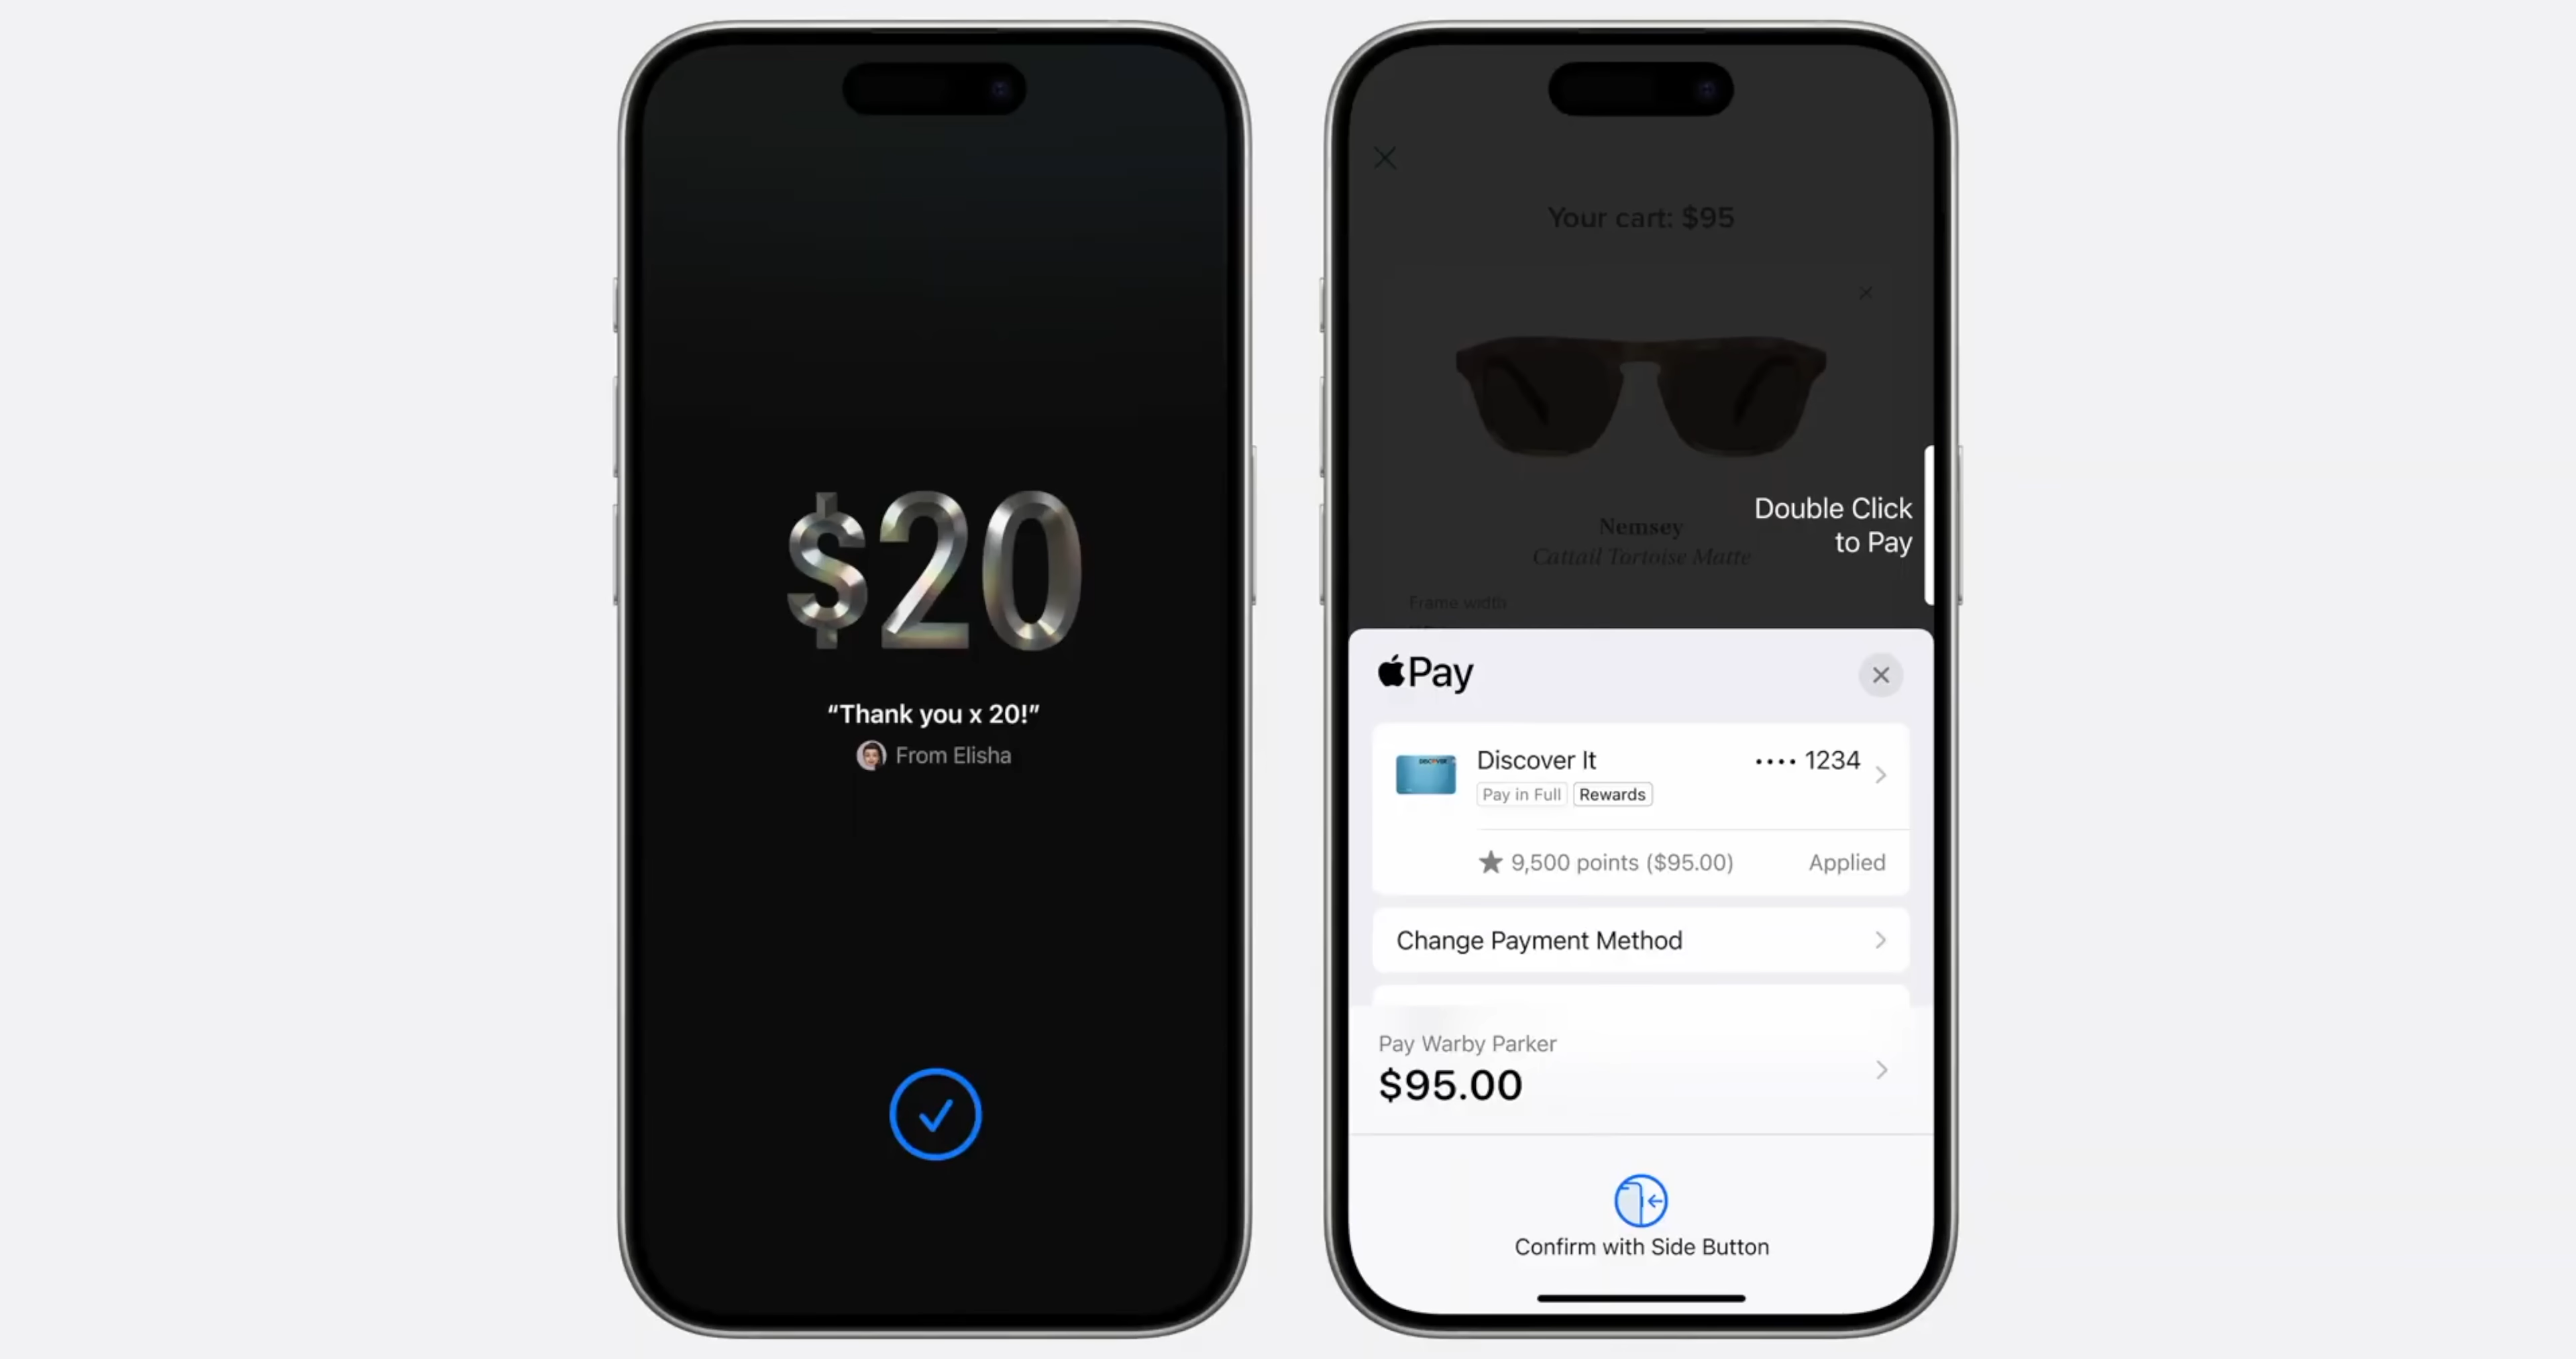 $20
“Thank you x 20!”
From Elisha
Your cart: $95
Nemsey
Cattail Tortoise Matte
Frame width
Double Click
to Pay
Pay
Discover It
•••• 1234
Pay in Full
Rewards
DISCOVER
9,500 points ($95.00)
Applied
Change Payment Method
Pay Warby Parker
$95.00
Confirm with Side Button